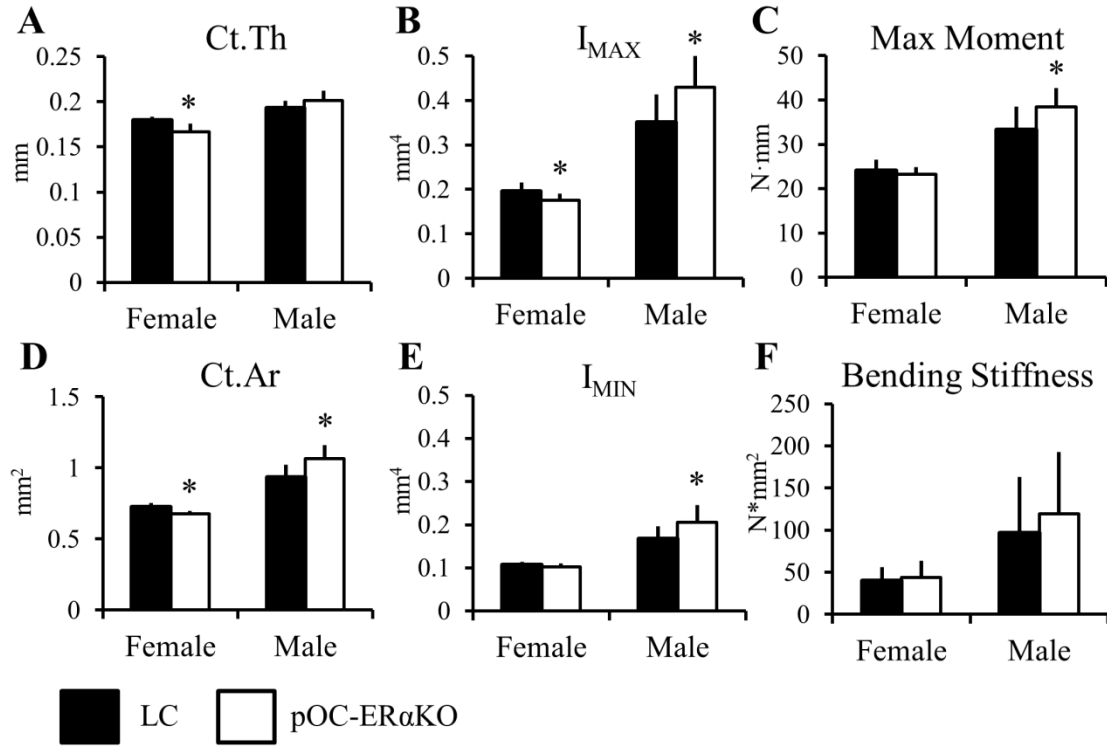 A
Ct.Th
0.25
0.2
0.15
0.1
0.05
0
mm
*
Female
Male
B
I_MAX
0.5
0.4
0.3
0.2
0.1
mm⁴
*
*
Female
Male
C
Max Moment
50
40
30
20
10
0
N·mm
*
Female
Male
D
Ct.Ar
1.5
1
0.5
0
mm²
*
*
Female
Male
E
I_MIN
0.5
0.4
0.3
0.2
0.1
0
mm⁴
*
Female
Male
F
Bending Stiffness
250
200
150
100
50
0
N*mm²
Female
Male
LC
pOC-ERαKO